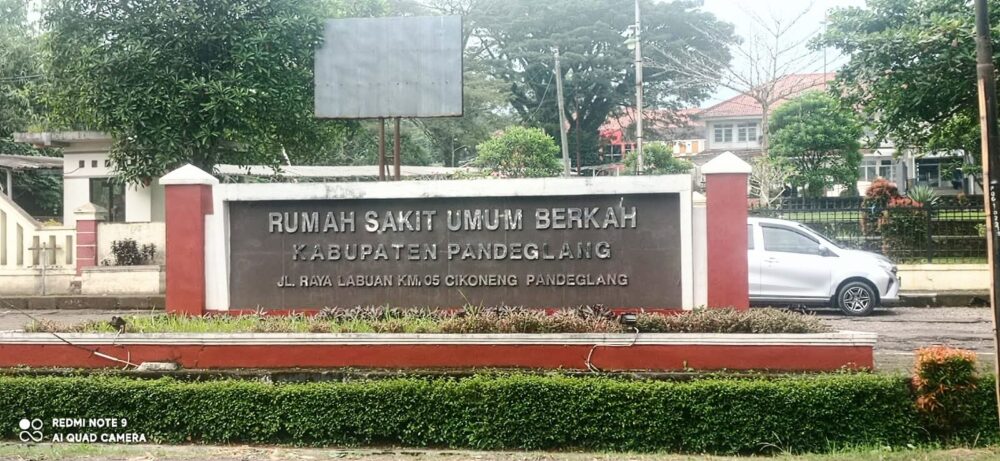 RUMAH SAKIT UMUM BERKAH
KABUPATEN PANDEGLANG
JL. RAYA LABUAN KM. 05 CIKONENG PANDEGLANG
REDMI NOTE 9
AI QUAD CAMERA